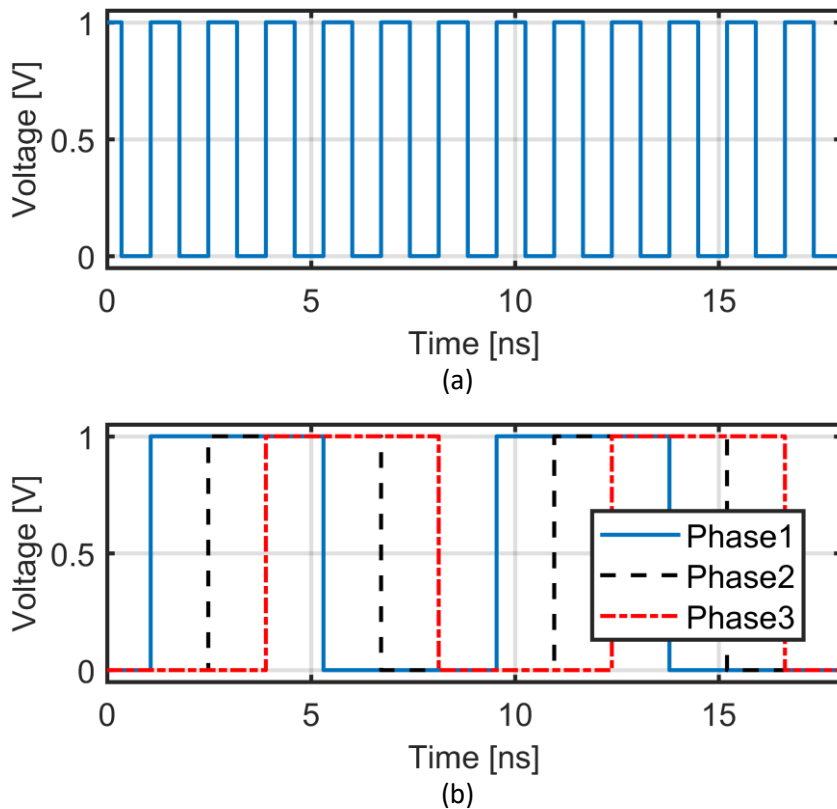 Voltage [V]
1
0.5
0
0 5 10 15
Time [ns]
(a)
Voltage [V]
1
0.5
0
Phase1
Phase2
Phase3
0 5 10 15
Time [ns]
(b)